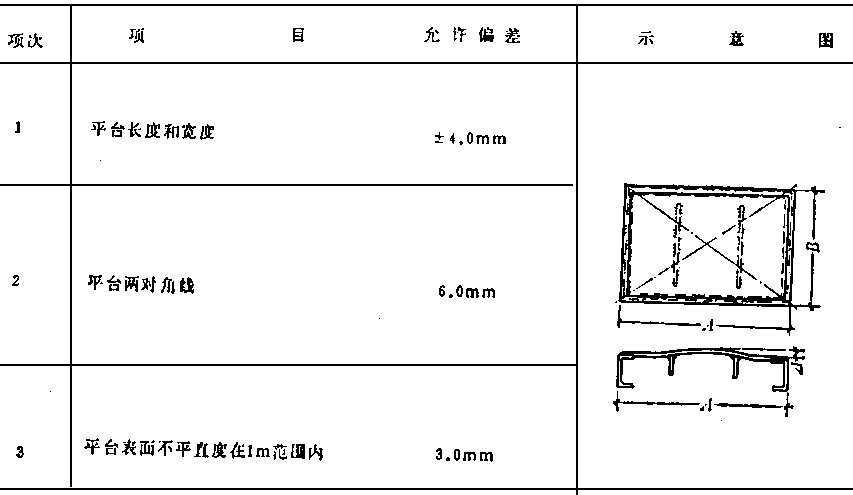 项次 项 目 允许偏差 示 意 图
1 平台长度和宽度 ±4.0mm
2 平台两对角线 6.0mm
3 平台表面不平直度在1m范围内 3.0mm
B
A
A